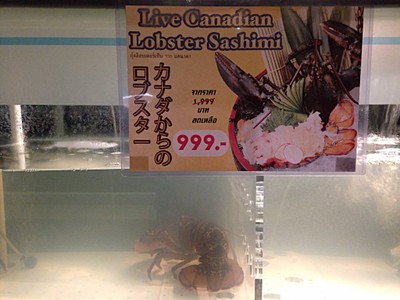 Live Canadian
Lobster Sashimi
カナダからの
ロブスター
จากราคา
1,999
บาท
ลดเหลือ
999.-